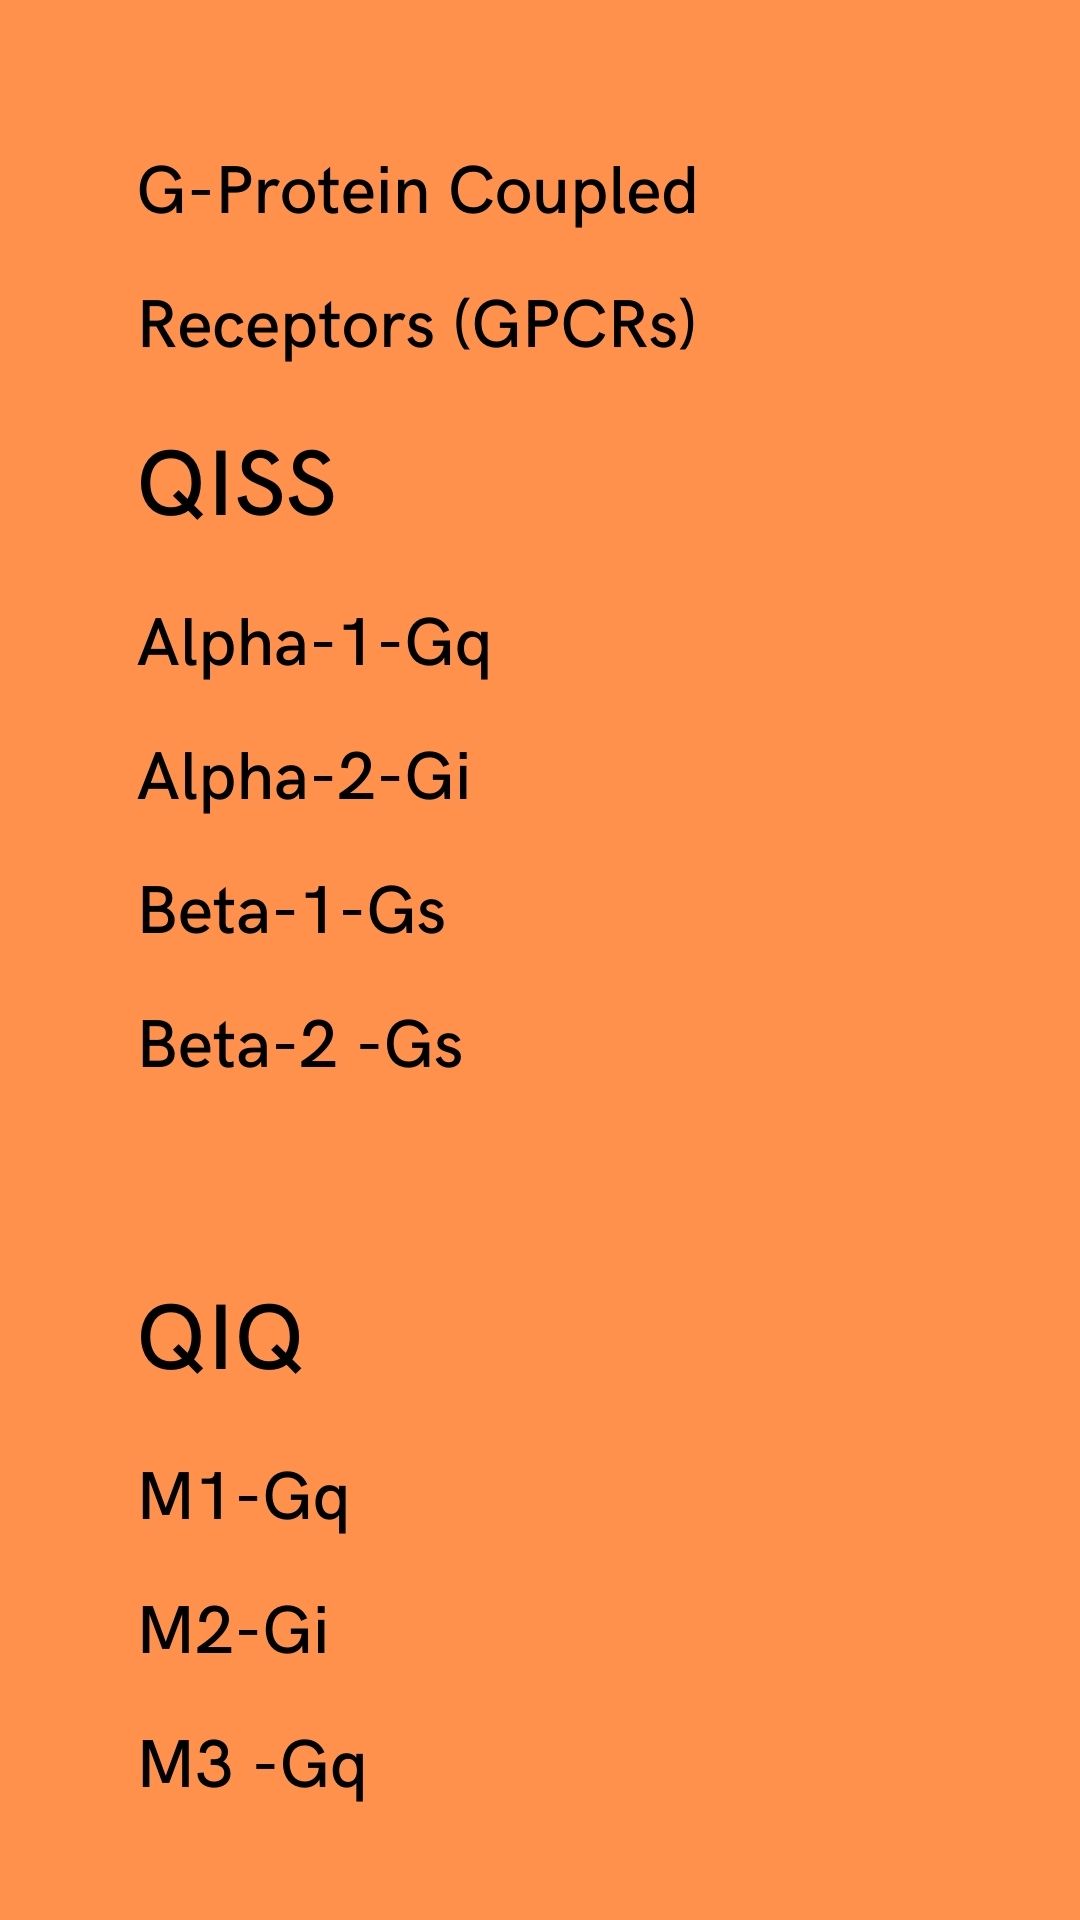 G-Protein Coupled
Receptors (GPCRs)
QISS
Alpha-1-Gq
Alpha-2-Gi
Beta-1-Gs
Beta-2 -Gs
QIQ
M1-Gq
M2-Gi
M3 -Gq